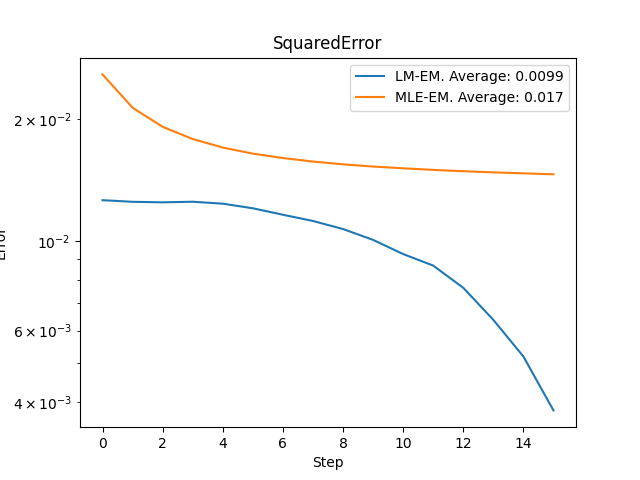 SquaredError
LM-EM. Average: 0.0099
MLE-EM. Average: 0.017
2 × 10⁻²
10⁻²
6 × 10⁻³
4 × 10⁻³
Error
0 2 4 6 8 10 12 14
Step